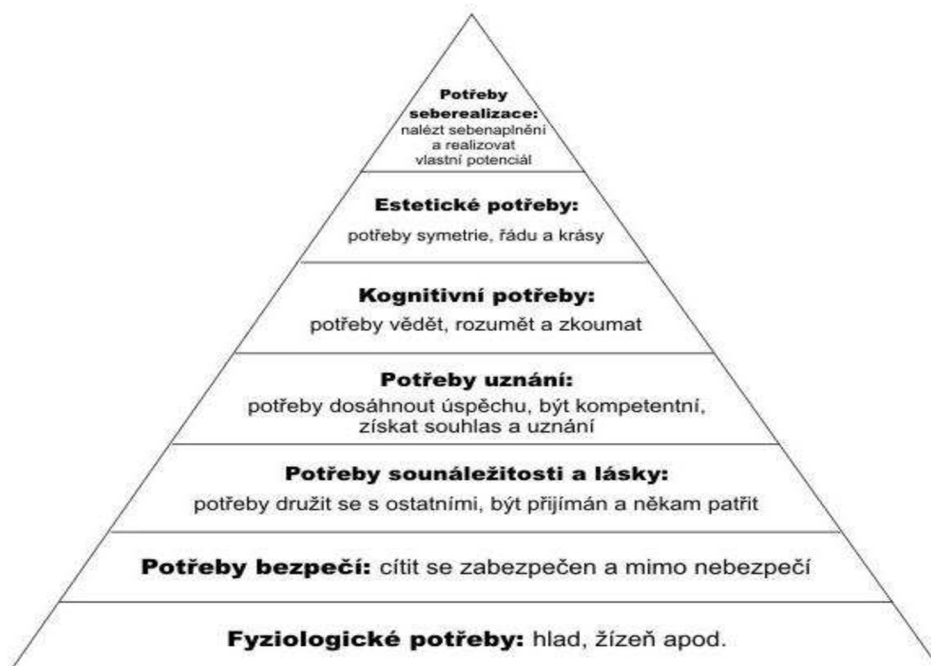 Potřeby
seberealizace:
nalézt sebenaplnění
a realizovat
vlastní potenciál
Estetické potřeby:
potřeby symetrie, řádu a krásy
Kognitivní potřeby:
potřeby vědět, rozumět a zkoumat
Potřeby uznání:
potřeby dosáhnout úspěchu, být kompetentní,
získat souhlas a uznání
Potřeby sounáležitosti a lásky:
potřeby družit se s ostatními, být přijímán a někam patřit
Potřeby bezpečí: cítit se zabezpečen a mimo nebezpečí
Fyziologické potřeby: hlad, žízeň apod.